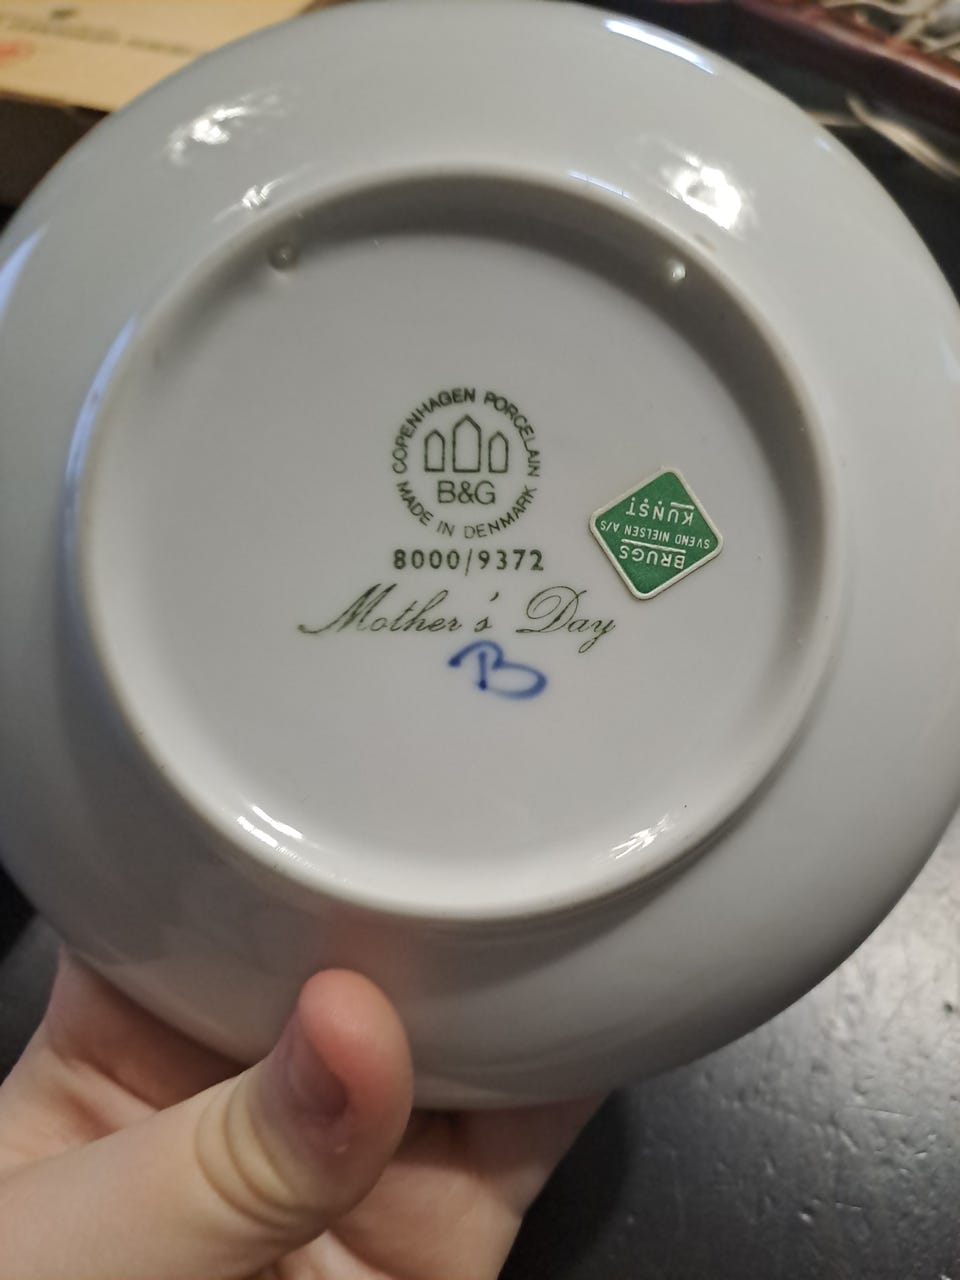 COPENHAGEN PORCELAIN
B&G
MADE IN DENMARK
8000/9372
Mother's Day
B
BRUGS
SVEND NIELSEN A/S
KUNST